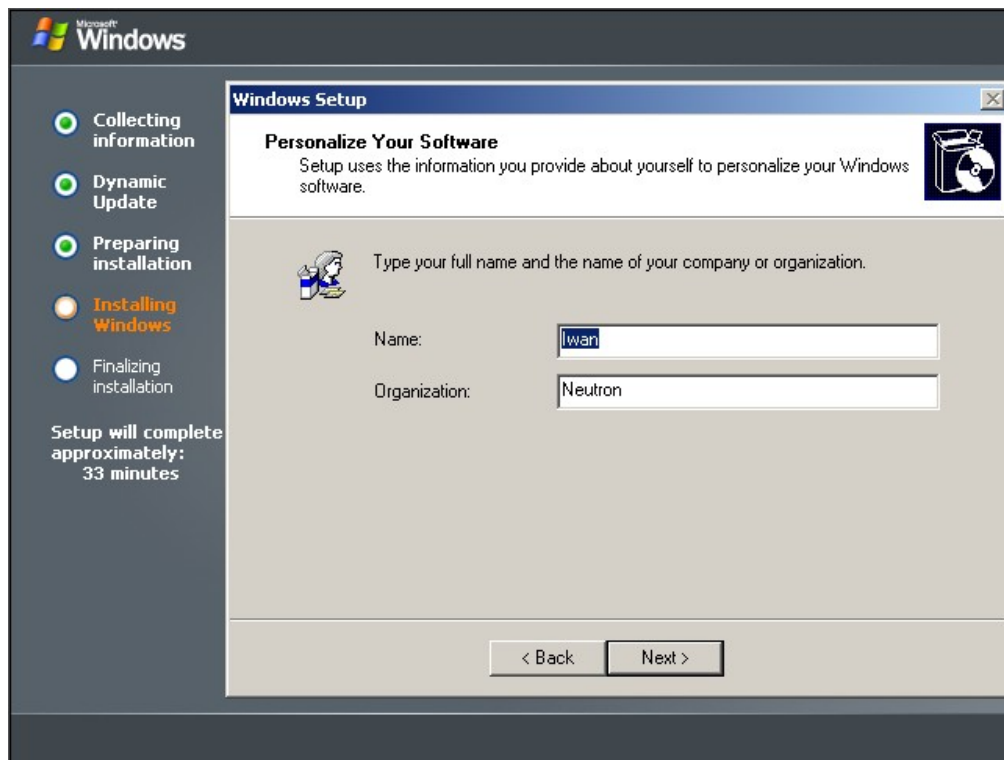 Microsoft
Windows
Collecting
information
Dynamic
Update
Preparing
installation
Installing
Windows
Finalizing
installation
Setup will complete
approximately:
33 minutes
Windows Setup
Personalize Your Software
Setup uses the information you provide about yourself to personalize your Windows
software.
Type your full name and the name of your company or organization.
Name:
Iwan
Organization:
Neutron
< Back
Next >